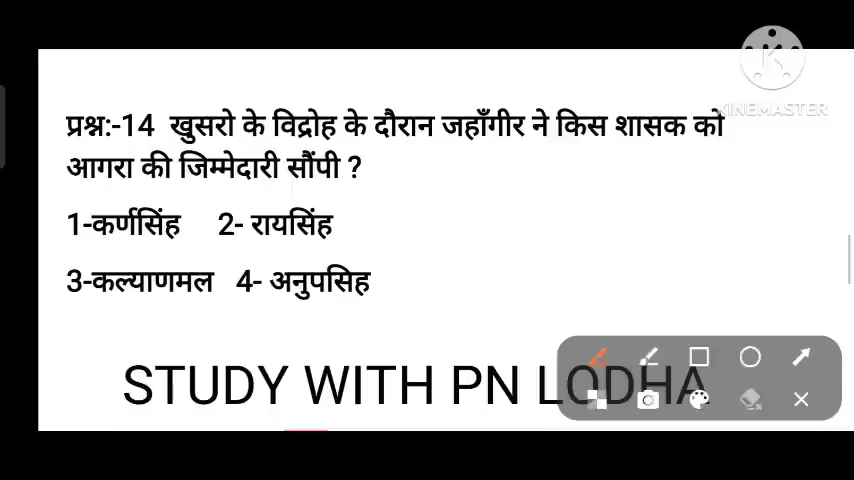 KINEMASTER
प्रश्न:-14 खुसरो के विद्रोह के दौरान जहाँगीर ने किस शासक को
आगरा की जिम्मेदारी सौंपी ?
1-कर्णसिंह 2- रायसिंह
3-कल्याणमल 4- अनुपसिह
STUDY WITH PN LODHA